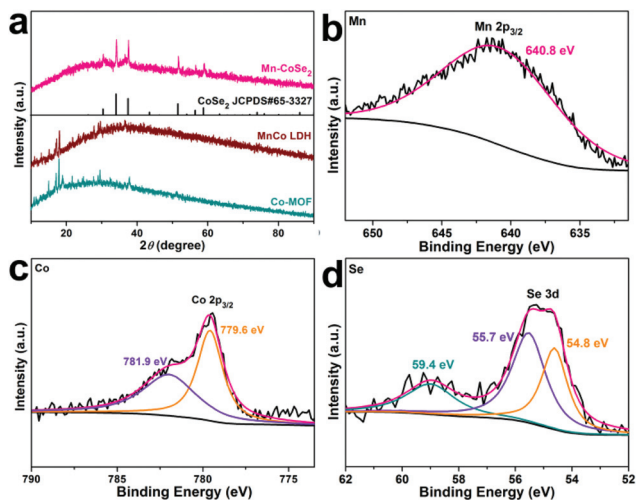 a
Mn-CoSe2
CoSe2 JCPDS#65-3327
MnCo LDH
Co-MOF
Intensity (a.u.)
20 40 60 80
2θ (degree)
b
Mn
Mn 2p3/2
640.8 eV
Intensity (a.u.)
650 645 640 635
Binding Energy (eV)
c
Co
Co 2p3/2
779.6 eV
781.9 eV
Intensity (a.u.)
790 785 780 775
Binding Energy (eV)
d
Se
Se 3d
55.7 eV
54.8 eV
59.4 eV
Intensity (a.u.)
62 60 58 56 54 52
Binding Energy (eV)